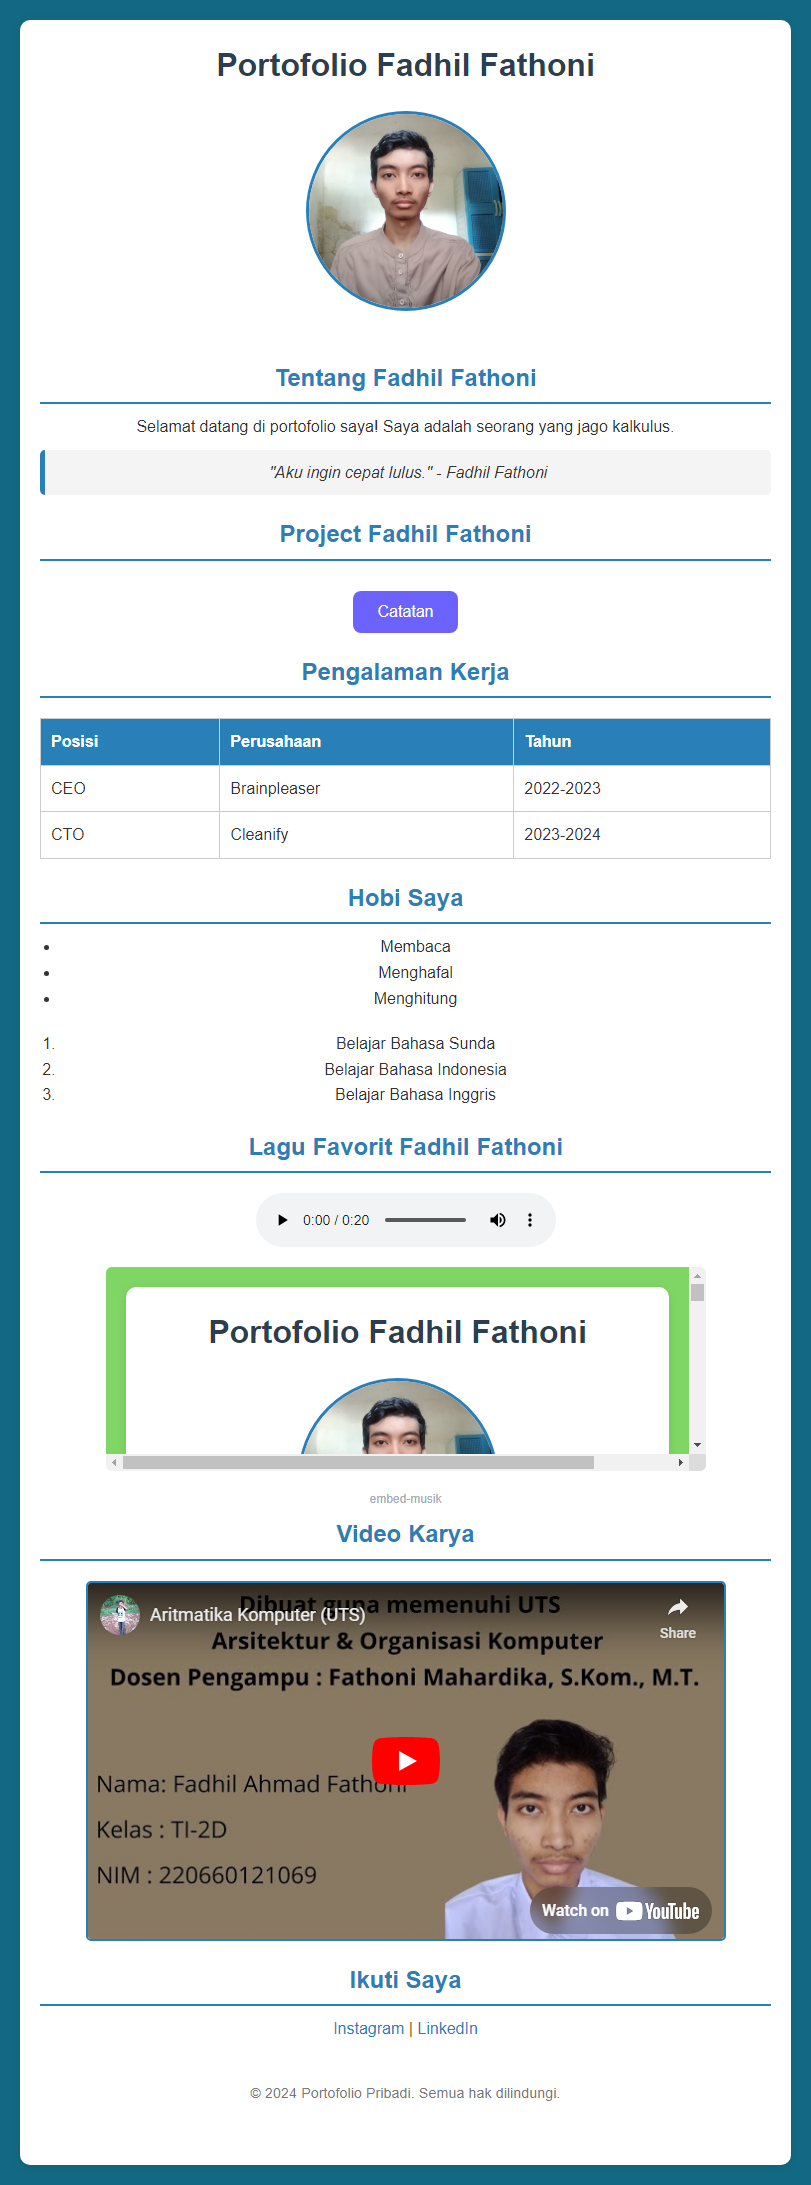 Portofolio Fadhil Fathoni
Tentang Fadhil Fathoni
Selamat datang di portofolio saya! Saya adalah seorang yang jago kalkulus.
"Aku ingin cepat lulus." - Fadhil Fathoni
Project Fadhil Fathoni
Catatan
Pengalaman Kerja
Posisi Perusahaan Tahun
CEO Brainpleaser 2022-2023
CTO Cleanify 2023-2024
Hobi Saya
• Membaca
• Menghafal
• Menghitung
1. Belajar Bahasa Sunda
2. Belajar Bahasa Indonesia
3. Belajar Bahasa Inggris
Lagu Favorit Fadhil Fathoni
0:00 / 0:20
Portofolio Fadhil Fathoni
embed-musik
Video Karya
Dibuat guna memenuhi UTS
Aritmatika Komputer (UTS)
Share
Arsitektur & Organisasi Komputer
Dosen Pengampu : Fathoni Mahardika, S.Kom., M.T.
Nama: Fadhil Ahmad Fathoni
Kelas : TI-2D
NIM : 220660121069
Watch on YouTube
Ikuti Saya
Instagram | LinkedIn
© 2024 Portofolio Pribadi. Semua hak dilindungi.